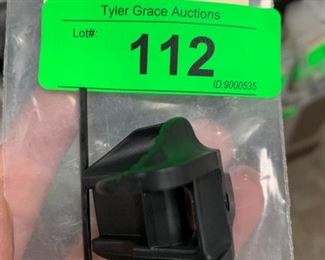 Tyler Grace Auctions
Lot#:
112
ID:9000535